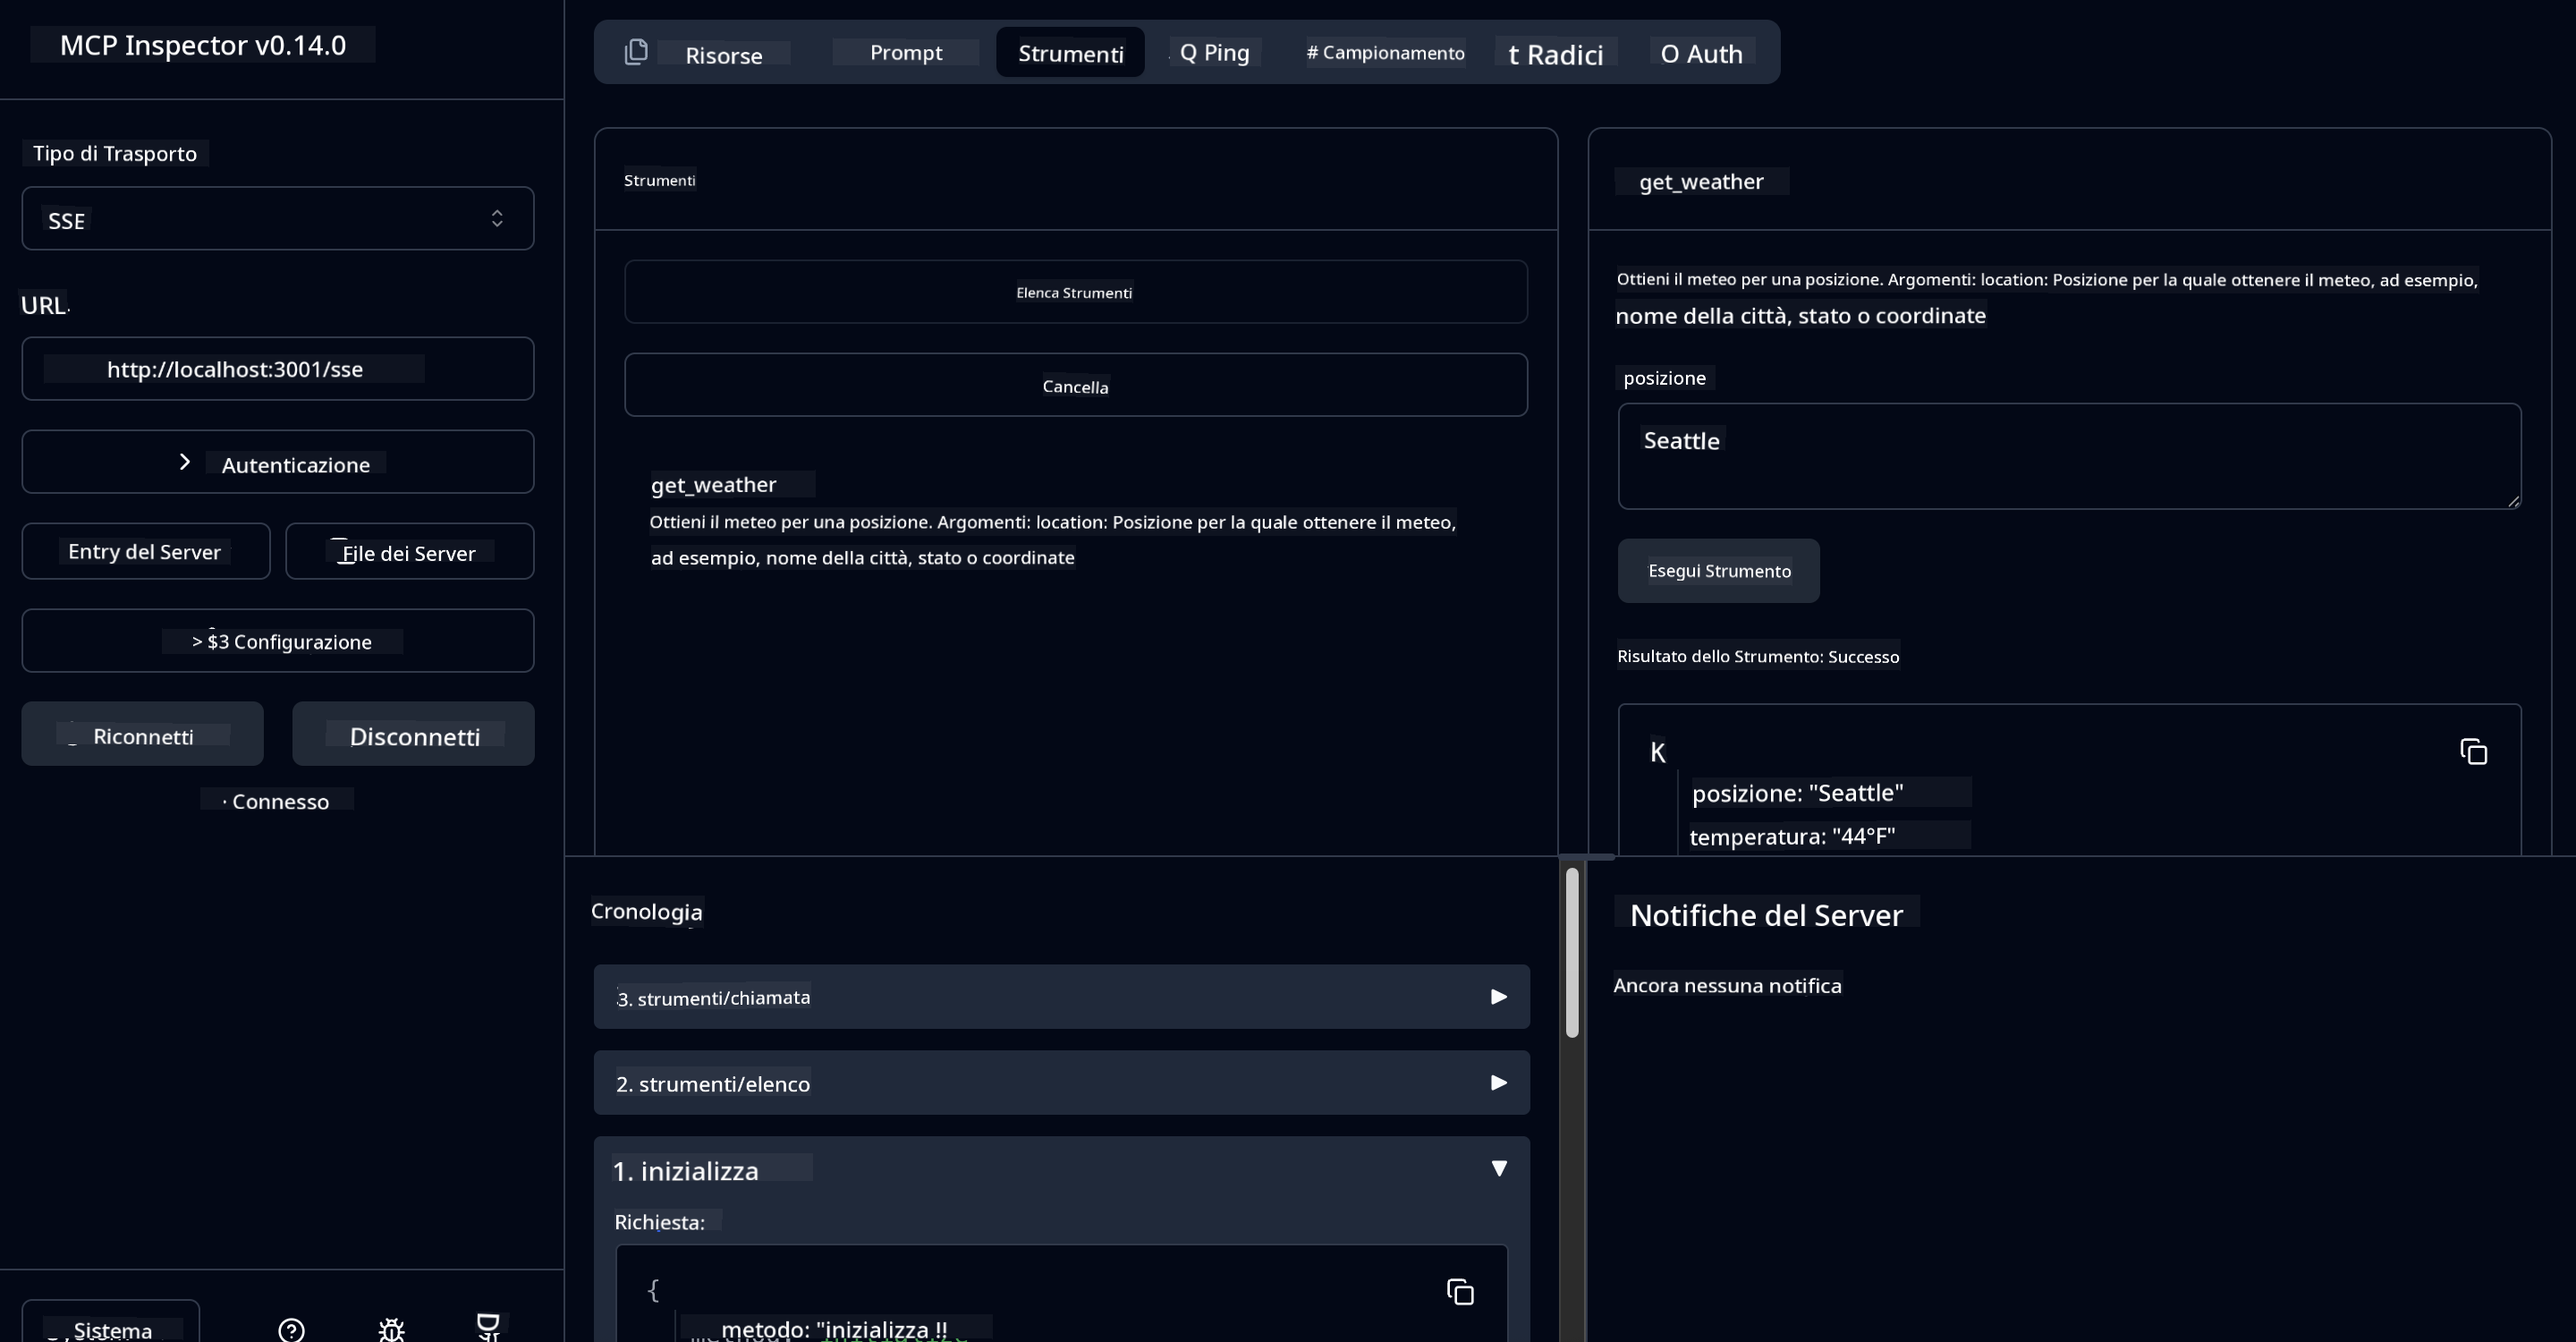 MCP Inspector v0.14.0
Tipo di Trasporto
SSE
URL
http://localhost:3001/sse
Autenticazione
Entry del Server
File dei Server
> $3 Configurazione
Riconnetti
Disconnetti
· Connesso
Sistema
Risorse
Prompt
Strumenti
Q Ping
# Campionamento
t Radici
O Auth
Strumenti
Elenca Strumenti
Cancella
get_weather
Ottieni il meteo per una posizione. Argomenti: location: Posizione per la quale ottenere il meteo,
ad esempio, nome della città, stato o coordinate
get_weather
Ottieni il meteo per una posizione. Argomenti: location: Posizione per la quale ottenere il meteo, ad esempio,
nome della città, stato o coordinate
posizione
Seattle
Esegui Strumento
Risultato dello Strumento: Successo
K
posizione: "Seattle"
temperatura: "44°F"
Cronologia
3. strumenti/chiamata
2. strumenti/elenco
1. inizializza
Richiesta:
{
metodo: "inizializza !!
Notifiche del Server
Ancora nessuna notifica